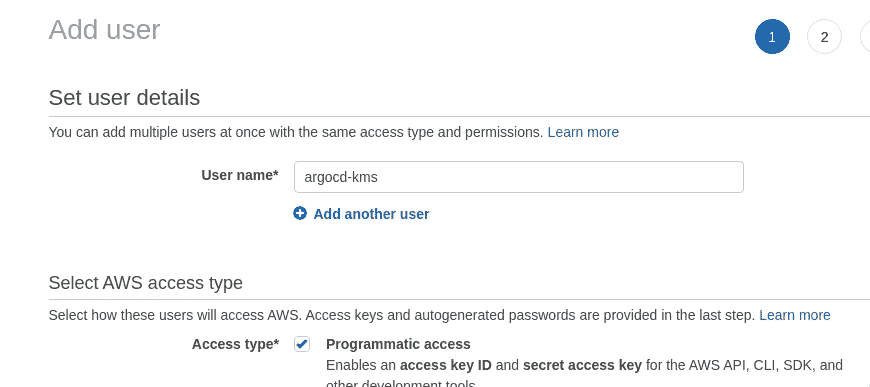 Add user
1
2
Set user details
You can add multiple users at once with the same access type and permissions. Learn more
User name*
argocd-kms
Add another user
Select AWS access type
Select how these users will access AWS. Access keys and autogenerated passwords are provided in the last step. Learn more
Access type*
Programmatic access
Enables an access key ID and secret access key for the AWS API, CLI, SDK, and
other development tools